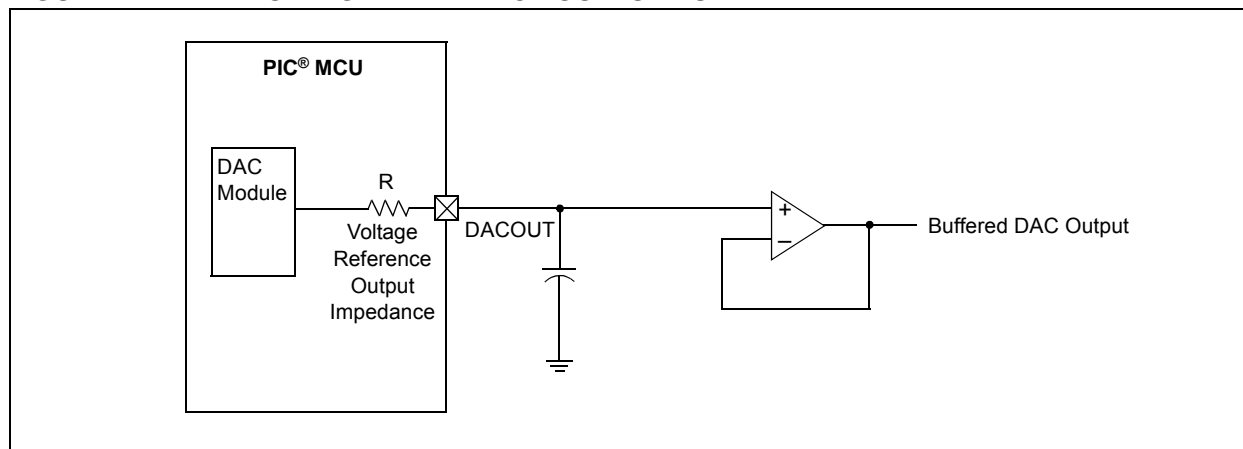 PIC® MCU
DAC
Module
R
Voltage
Reference
Output
Impedance
DACOUT
+
–
Buffered DAC Output